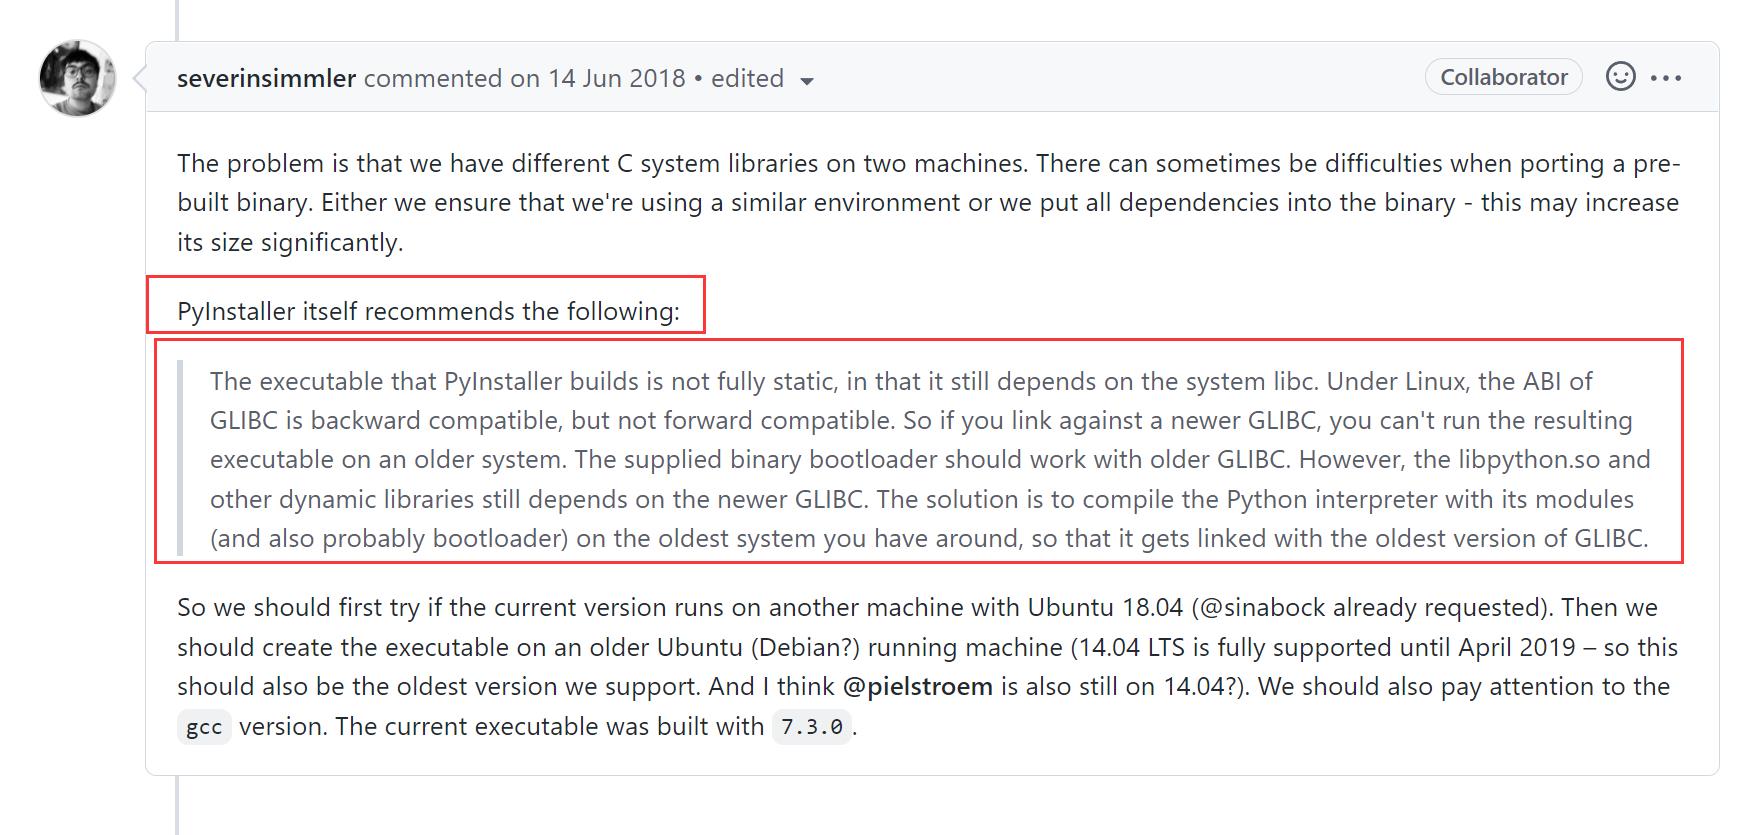 severinsimmler commented on 14 Jun 2018 • edited
Collaborator
The problem is that we have different C system libraries on two machines. There can sometimes be difficulties when porting a pre-
built binary. Either we ensure that we're using a similar environment or we put all dependencies into the binary - this may increase
its size significantly.
PyInstaller itself recommends the following:
The executable that PyInstaller builds is not fully static, in that it still depends on the system libc. Under Linux, the ABI of
GLIBC is backward compatible, but not forward compatible. So if you link against a newer GLIBC, you can't run the resulting
executable on an older system. The supplied binary bootloader should work with older GLIBC. However, the libpython.so and
other dynamic libraries still depends on the newer GLIBC. The solution is to compile the Python interpreter with its modules
(and also probably bootloader) on the oldest system you have around, so that it gets linked with the oldest version of GLIBC.
So we should first try if the current version runs on another machine with Ubuntu 18.04 (@sinabock already requested). Then we
should create the executable on an older Ubuntu (Debian?) running machine (14.04 LTS is fully supported until April 2019 – so this
should also be the oldest version we support. And I think @pielstroem is also still on 14.04?). We should also pay attention to the
gcc version. The current executable was built with 7.3.0.